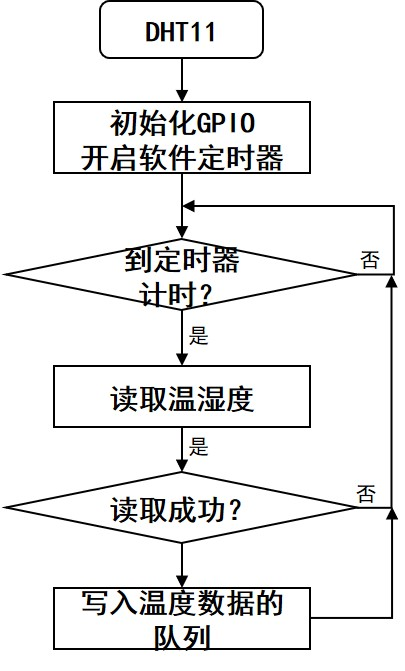 DHT11
初始化GPIO
开启软件定时器
到定时器
计时?
否
是
读取温湿度
是
读取成功?
否
写入温度数据的
队列